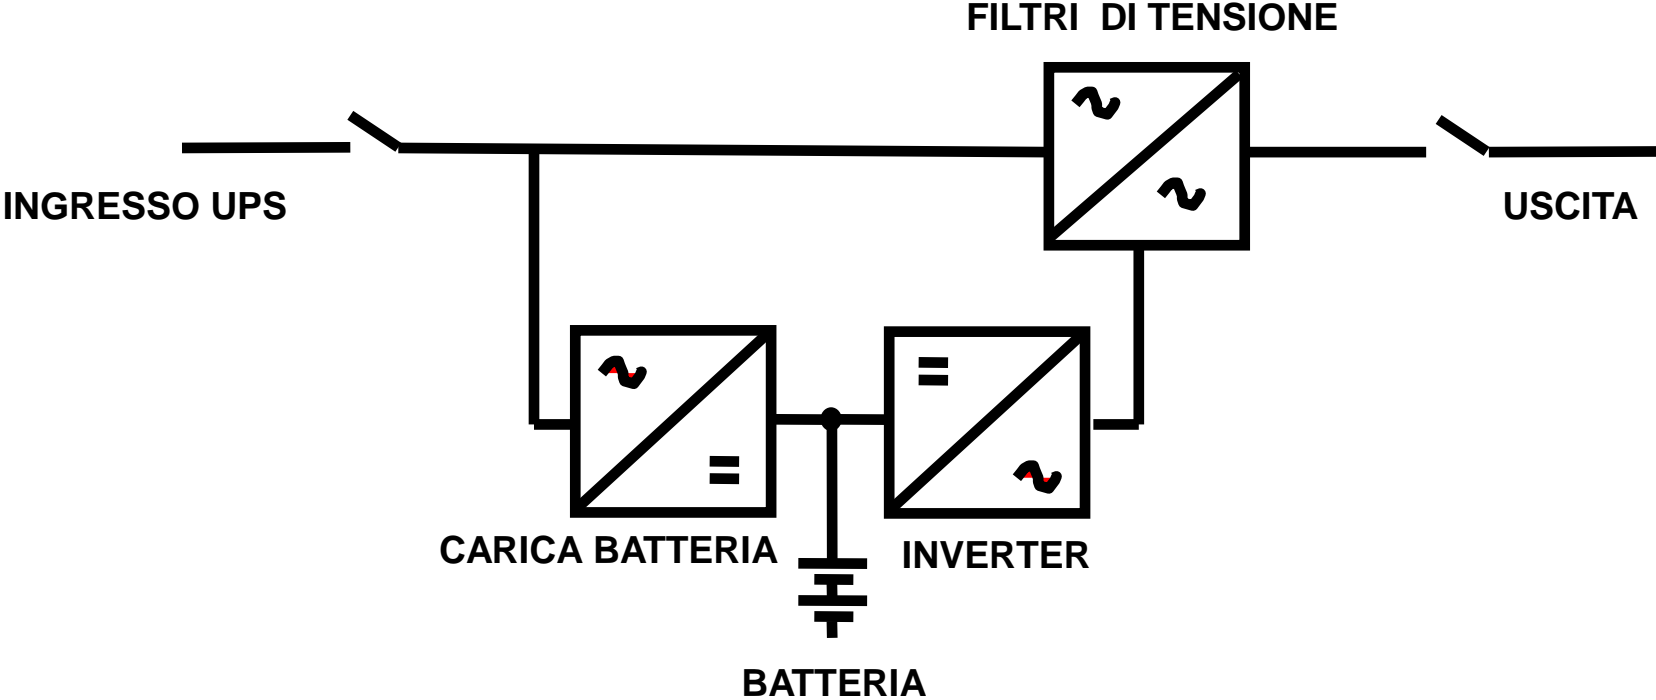 FILTRI DI TENSIONE
INGRESSO UPS
USCITA
CARICA BATTERIA
INVERTER
BATTERIA